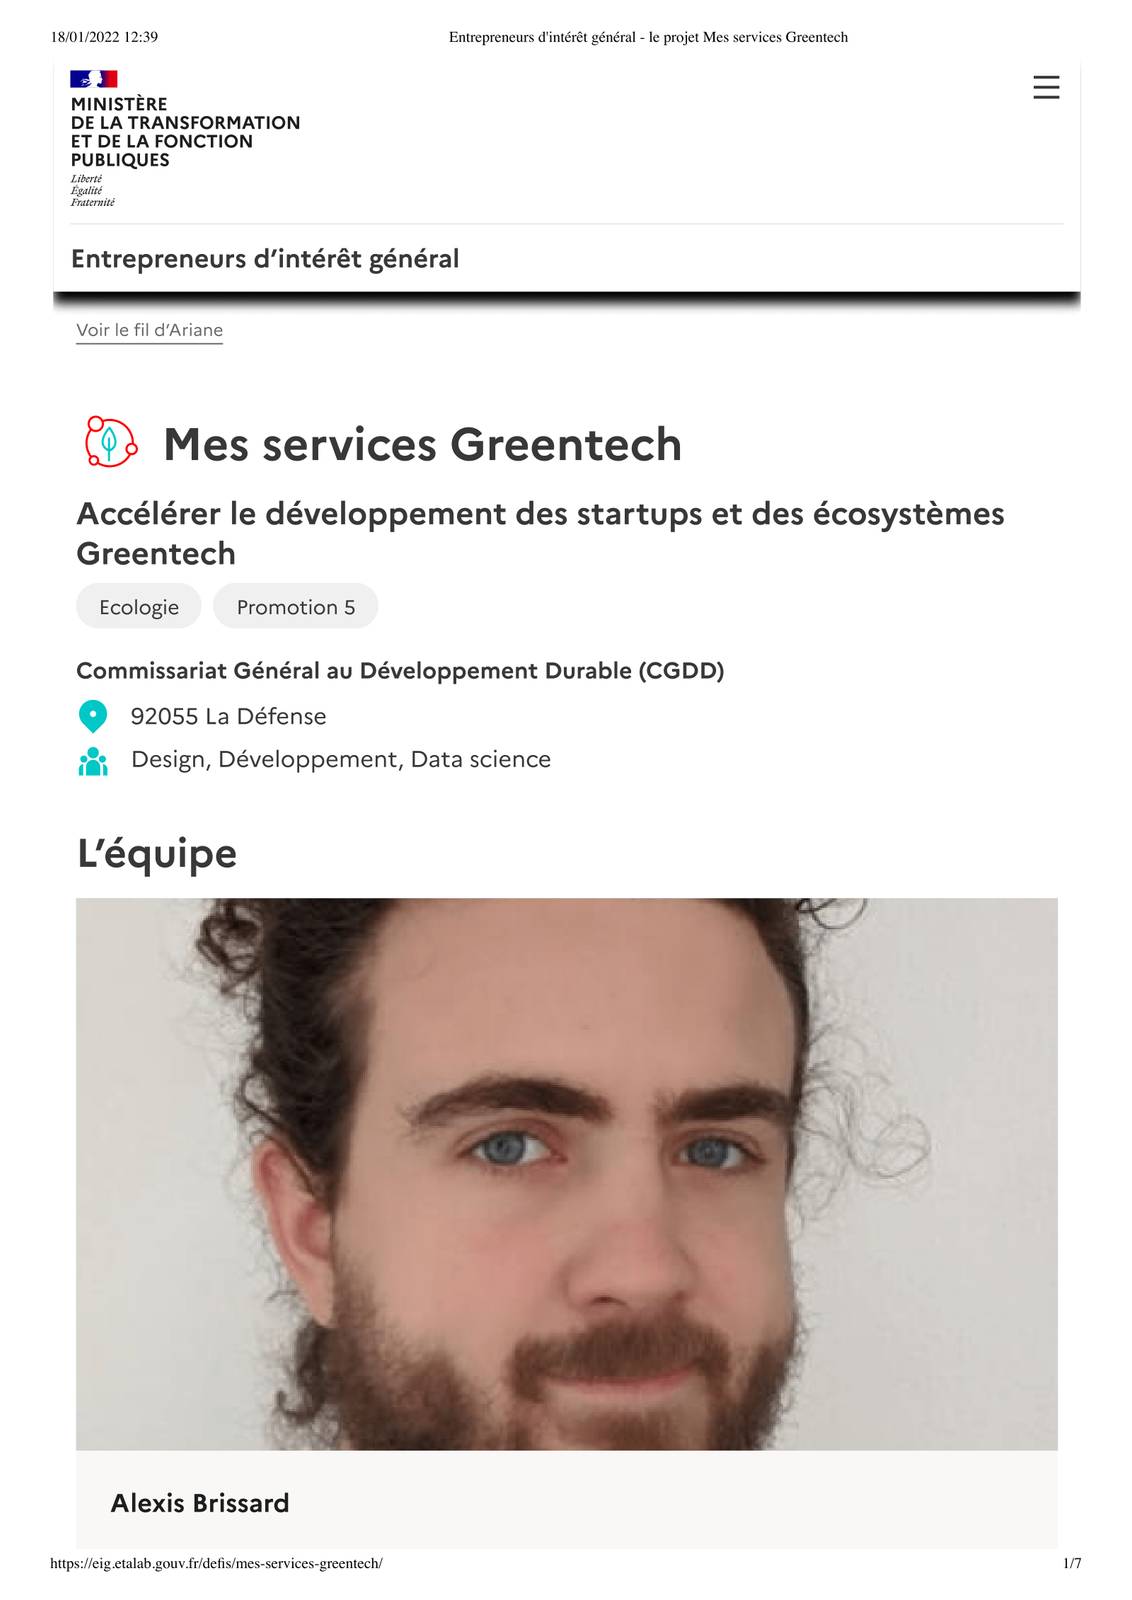 18/01/2022 12:39
Entrepreneurs d'intérêt général - le projet Mes services Greentech
MINISTÈRE
DE LA TRANSFORMATION
ET DE LA FONCTION
PUBLIQUES
Liberté
Égalité
Fraternité
Entrepreneurs d’intérêt général
Voir le fil d’Ariane
Mes services Greentech
Accélérer le développement des startups et des écosystèmes
Greentech
Ecologie
Promotion 5
Commissariat Général au Développement Durable (CGDD)
92055 La Défense
Design, Développement, Data science
L’équipe
Alexis Brissard
https://eig.etalab.gouv.fr/defis/mes-services-greentech/
1/7